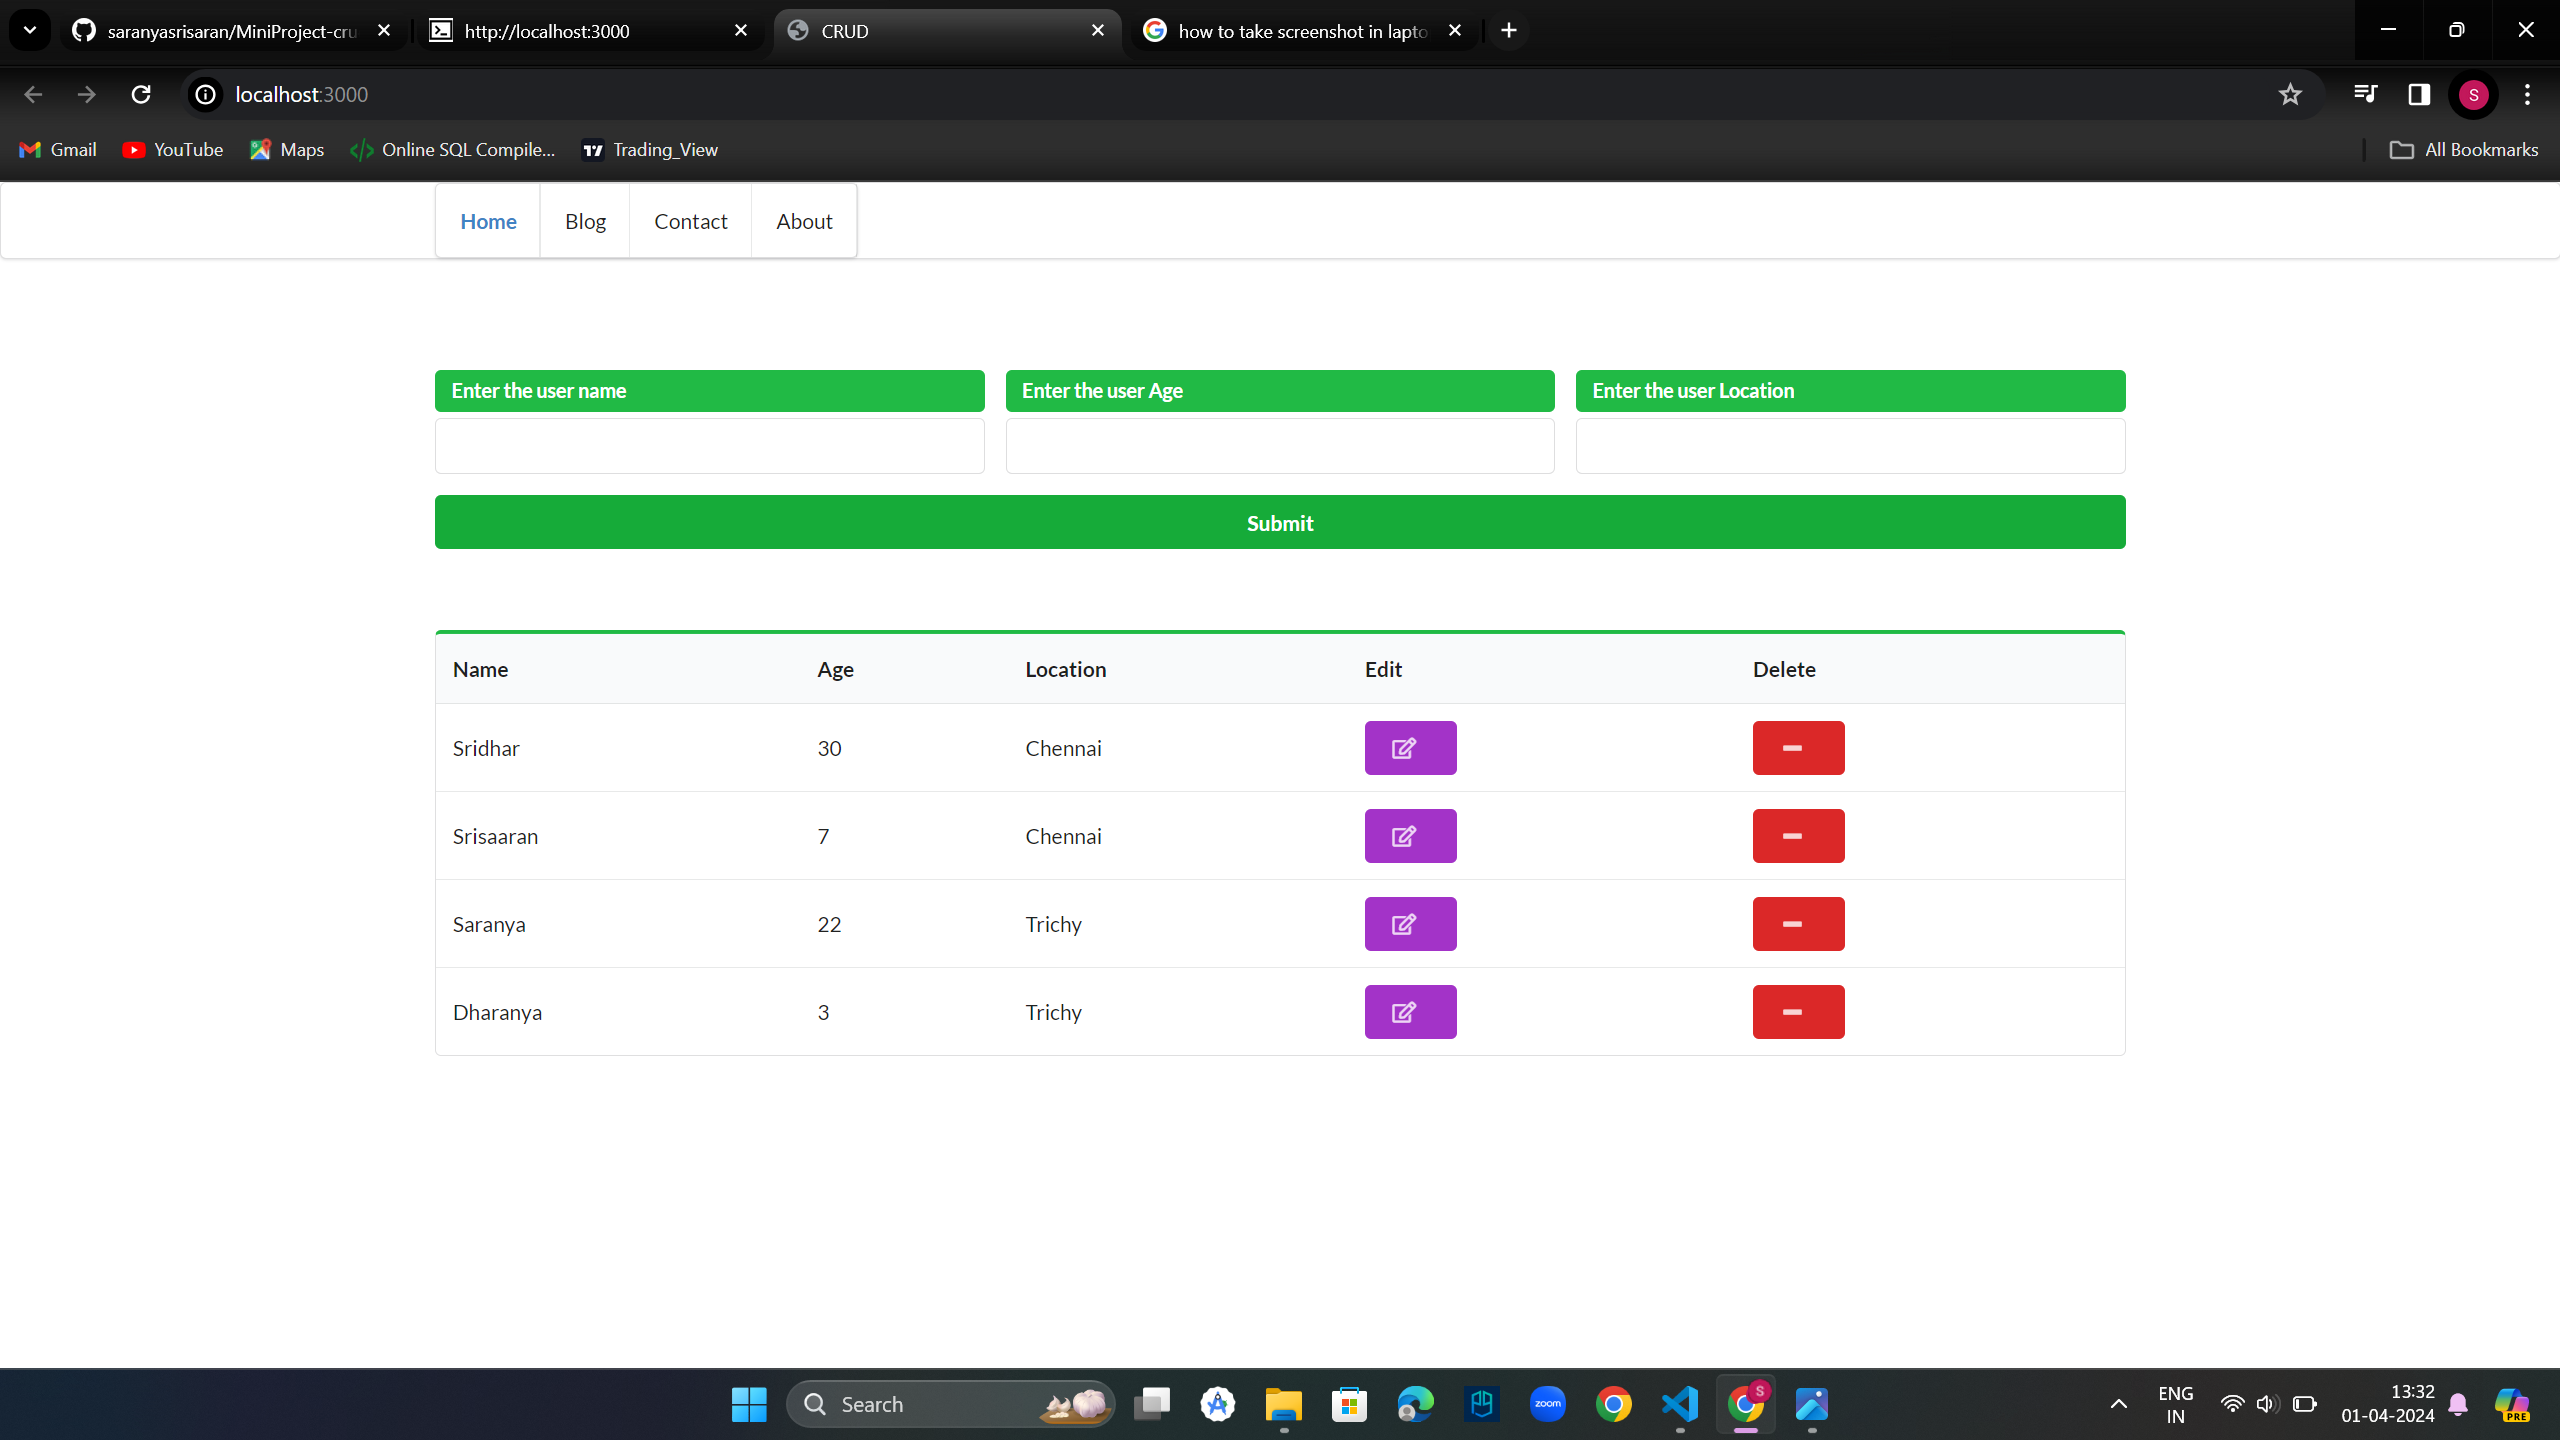 saranyasrisaran/MiniProject-cru
http://localhost:3000
CRUD
how to take screenshot in lapto
localhost:3000
S
Gmail
YouTube
Maps
Online SQL Compile...
Trading_View
All Bookmarks
Home
Blog
Contact
About
Enter the user name
Enter the user Age
Enter the user Location
Submit
Name Age Location Edit Delete
Sridhar 30 Chennai
Srisaaran 7 Chennai
Saranya 22 Trichy
Dharanya 3 Trichy
Search
zoom
S
ENG
IN
13:32
01-04-2024
PRE